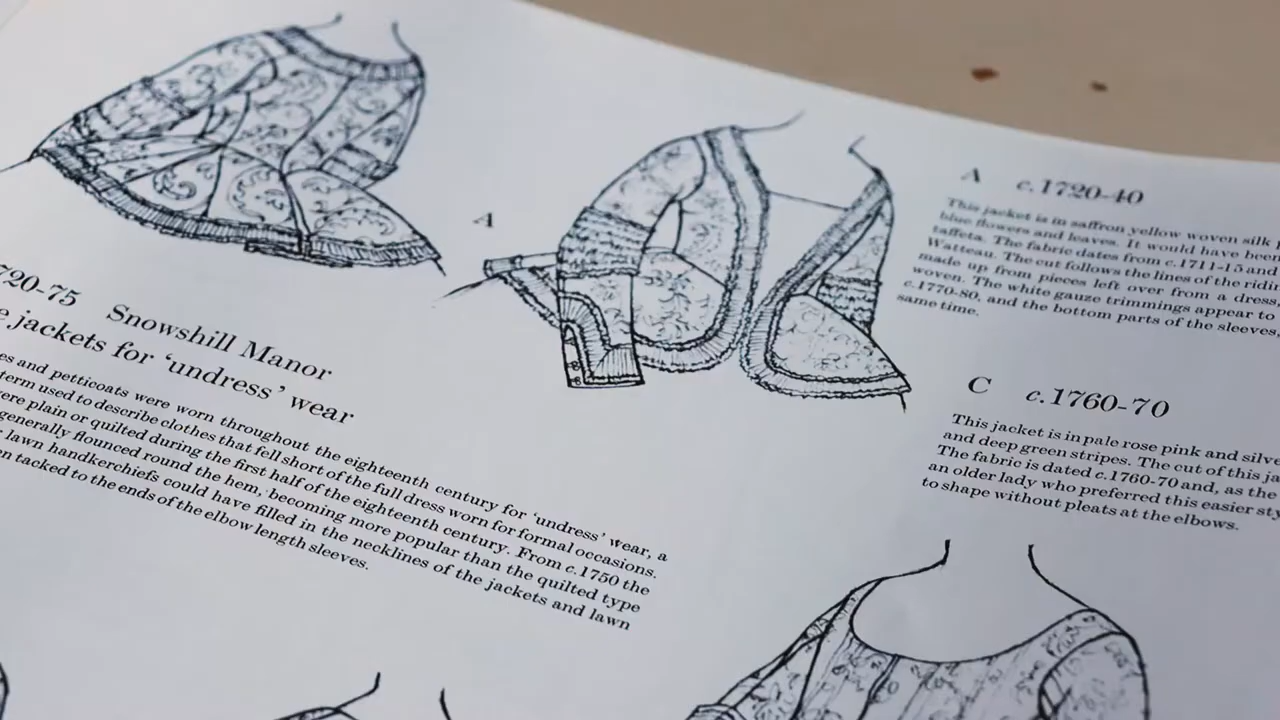 A
20-75 Snowshill Manor
e jackets for ‘undress’ wear
es and petticoats were worn throughout the eighteenth century for ‘undress’ wear, a
term used to describe clothes that fell short of the full dress worn for formal occasions.
ere plain or quilted during the first half of the eighteenth century. From c.1750 the
generally flounced round the hem, becoming more popular than the quilted type
r lawn handkerchiefs could have filled in the necklines of the jackets and lawn
en tacked to the ends of the elbow length sleeves.
A c.1720-40
This jacket is in saffron yellow woven silk
blue flowers and leaves. It would have been
taffeta. The fabric dates from c.1711-15 and
Watteau. The cut follows the lines of the ridin
made up from pieces left over from a dress
woven. The white gauze trimmings appear to
c.1770-80, and the bottom parts of the sleeves
same time.
C c.1760-70
This jacket is in pale rose pink and silve
and deep green stripes. The cut of this ja
The fabric is dated c.1760-70 and, as the
an older lady who preferred this easier sty
to shape without pleats at the elbows.